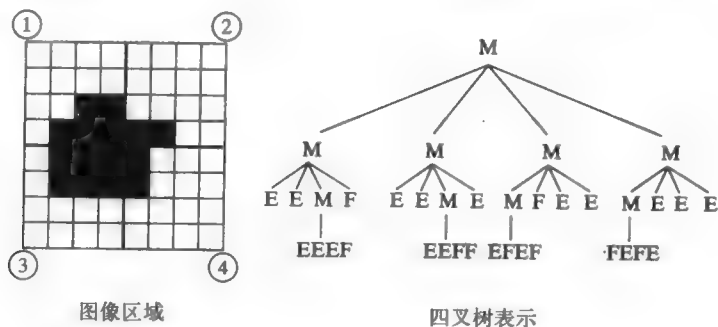 ① ②
M
M M M M
E E M F E E M E M F E E M E E E
EEEF EEFF EFEF FEFE
③ ④
图像区域 四叉树表示